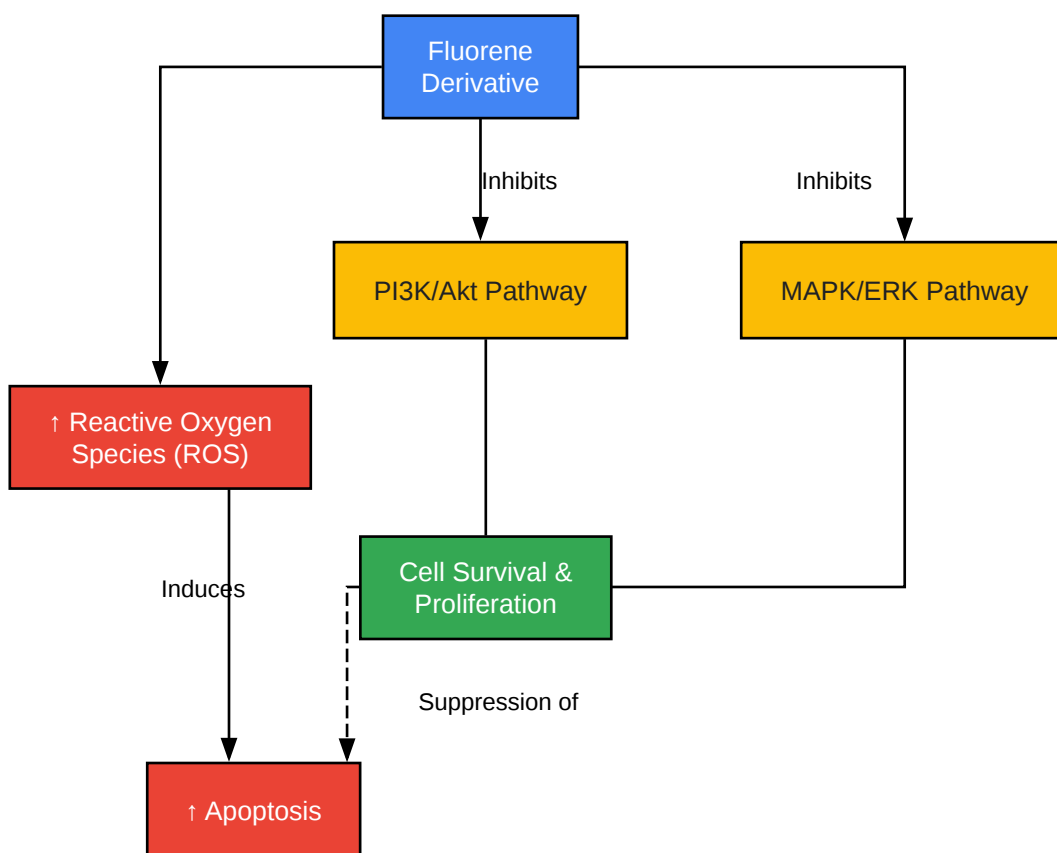 Fluorene
Derivative
Inhibits
Inhibits
PI3K/Akt Pathway
MAPK/ERK Pathway
↑ Reactive Oxygen
Species (ROS)
Cell Survival &
Proliferation
Induces
Suppression of
↑ Apoptosis